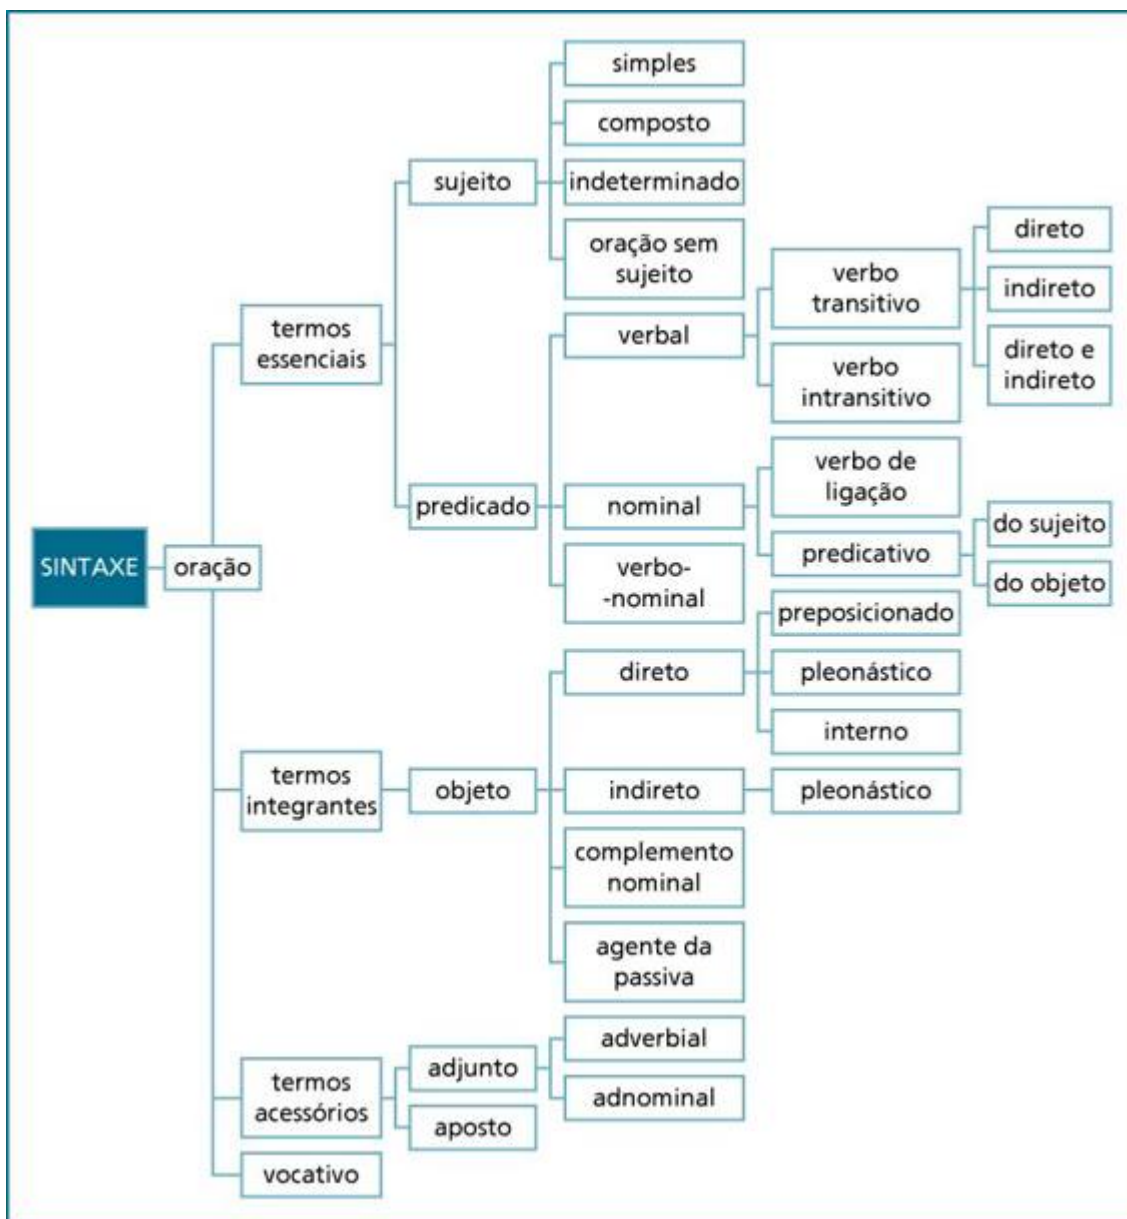 simples
composto
sujeito
indeterminado
oração sem
sujeito
direto
verbo
transitivo
indireto
direto e
indireto
termos
essenciais
verbal
verbo
intransitivo
predicado
nominal
verbo de
ligação
predicativo
do sujeito
do objeto
SINTAXE
oração
verbo-
-nominal
preposicionado
direto
pleonástico
interno
termos
integrantes
objeto
indireto
pleonástico
complemento
nominal
agente da
passiva
termos
acessórios
adjunto
adverbial
adnominal
aposto
vocativo